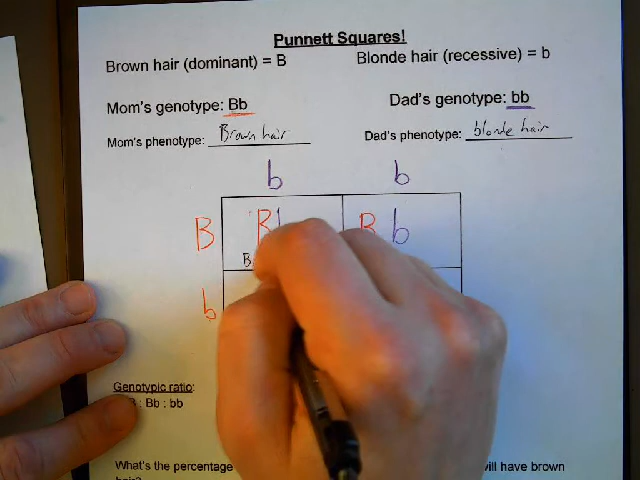 Punnett Squares!
Brown hair (dominant) = B Blonde hair (recessive) = b
Mom's genotype: Bb Dad's genotype: bb
Mom's phenotype: Brown hair Dad's phenotype: blonde hair
b b
B B B b
B
b
Genotypic ratio:
: Bb : bb
What's the percentage will have brown
hair?